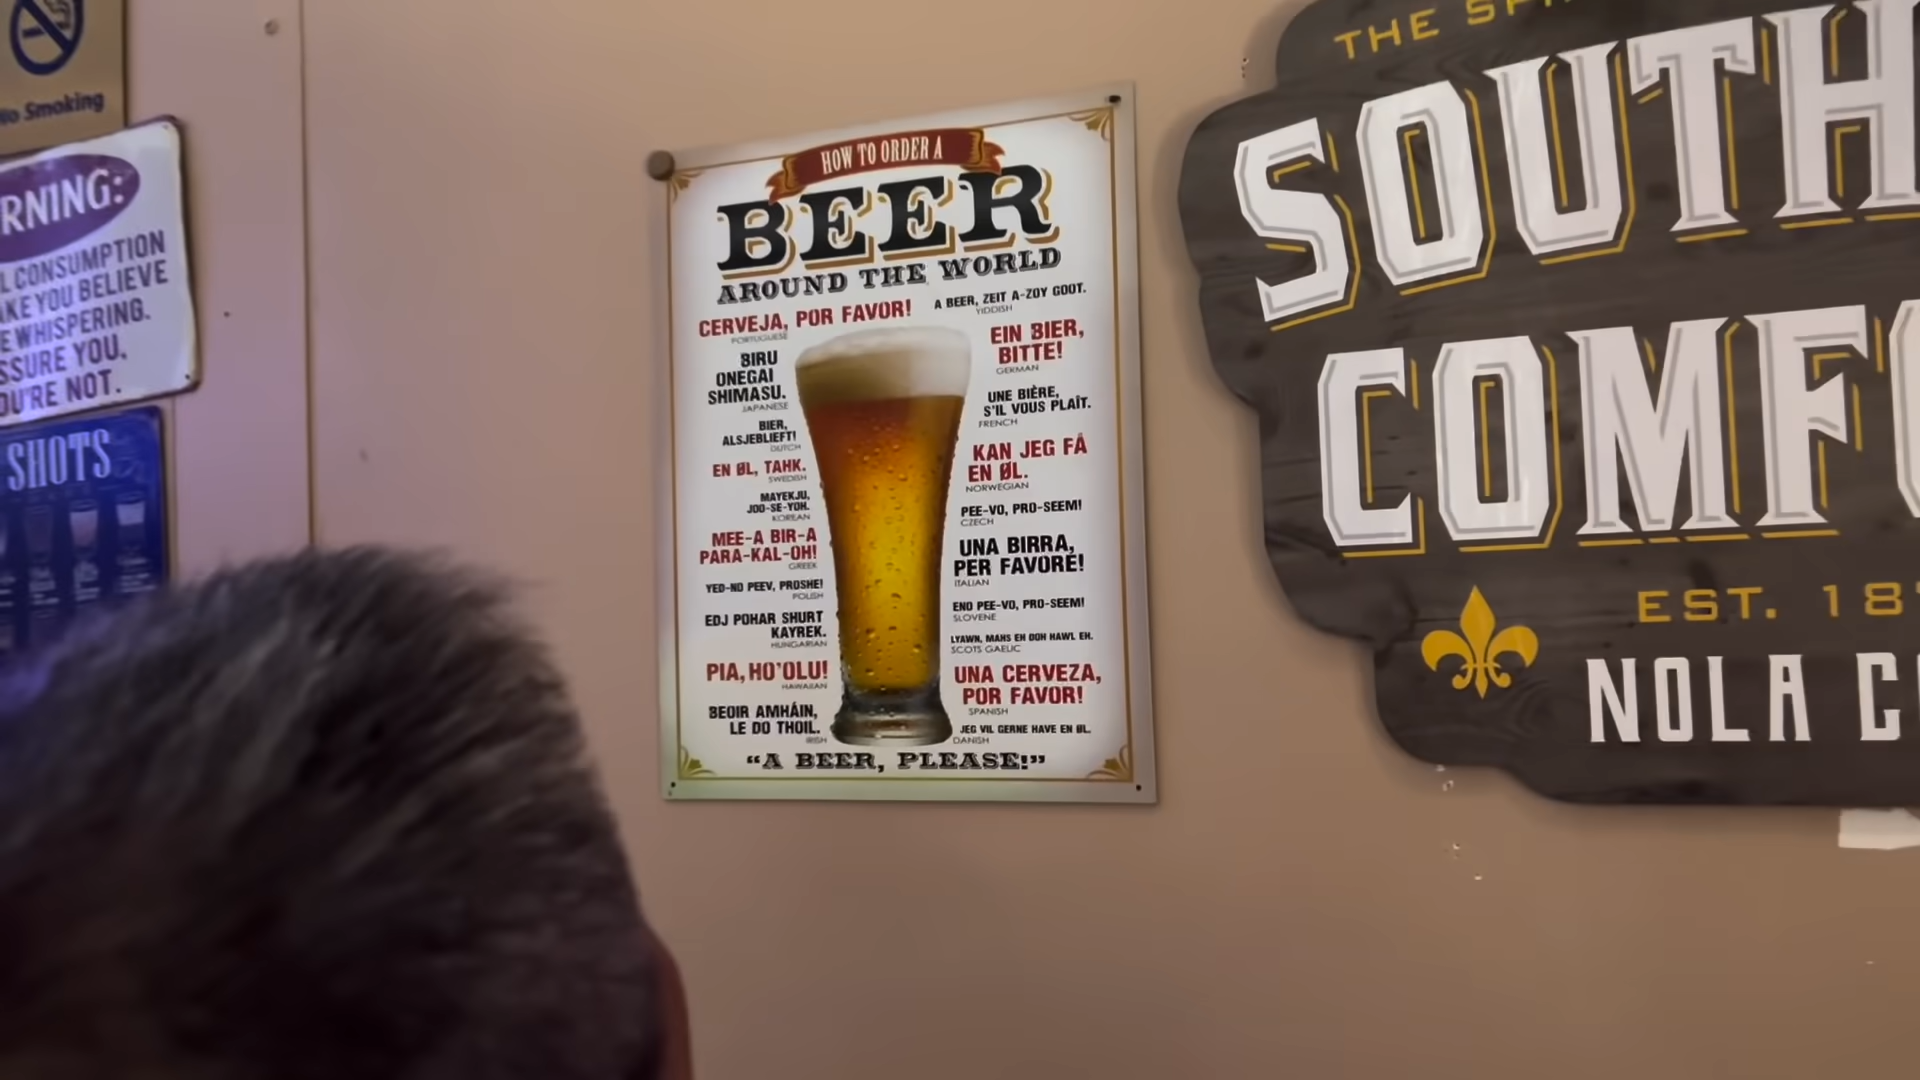 No Smoking
RNING:
L CONSUMPTION
AKE YOU BELIEVE
E WHISPERING.
SSURE YOU,
OU'RE NOT.
SHOTS
HOW TO ORDER A
BEER
AROUND THE WORLD
CERVEJA, POR FAVOR!
PORTUGUESE
BIRU
ONEGAI
SHIMASU.
JAPANESE
BIER,
ALSJEBLIEFT!
DUTCH
EN ØL, TAHK.
SWEDISH
MAYEKJU,
JOO-SE-YOH.
KOREAN
MEE-A BIR-A
PARA-KAL-OH!
GREEK
YED-NO PEEV, PROSHE!
POLISH
EDJ POHAR SHURT
KAYREK.
HUNGARIAN
PIA, HO'OLU!
HAWAIIAN
BEOIR AMHÁIN,
LE DO THOIL.
IRISH
A BEER, ZEIT A-ZOY GOOT.
YIDDISH
EIN BIER,
BITTE!
GERMAN
UNE BIÈRE,
S'IL VOUS PLAÎT.
FRENCH
KAN JEG FÅ
EN ØL.
NORWEGIAN
PEE-VO, PRO-SEEM!
CZECH
UNA BIRRA,
PER FAVORE!
ITALIAN
ENO PEE-VO, PRO-SEEM!
SLOVENE
LYAWN, MAHS EH DOH HAWL EH.
SCOTS GAELIC
UNA CERVEZA,
POR FAVOR!
SPANISH
JEG VIL GERNE HAVE EN ØL.
DANISH
"A BEER, PLEASE!"
THE SP
SOUTH
COMFO
EST. 18
NOLA C